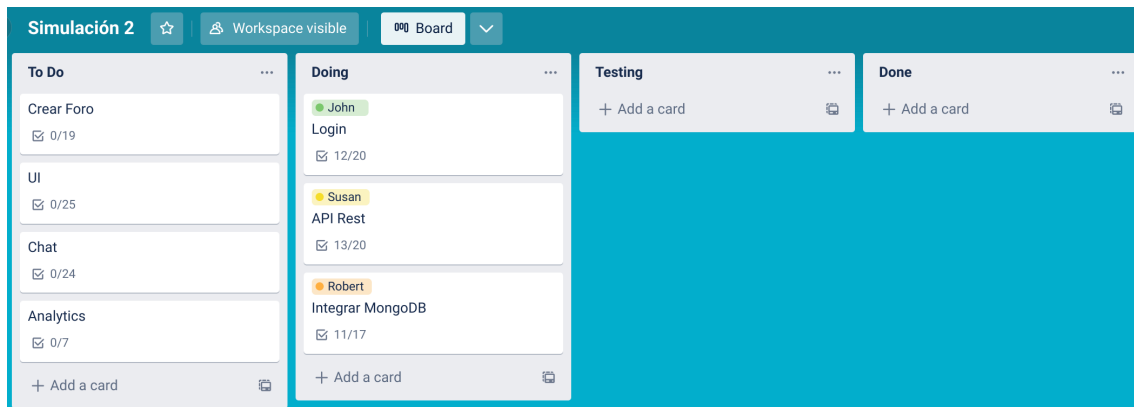 Simulación 2
Workspace visible
Board
To Do
Crear Foro
0/19
UI
0/25
Chat
0/24
Analytics
0/7
Add a card
Doing
John
Login
12/20
Susan
API Rest
13/20
Robert
Integrar MongoDB
11/17
Add a card
Testing
Add a card
Done
Add a card